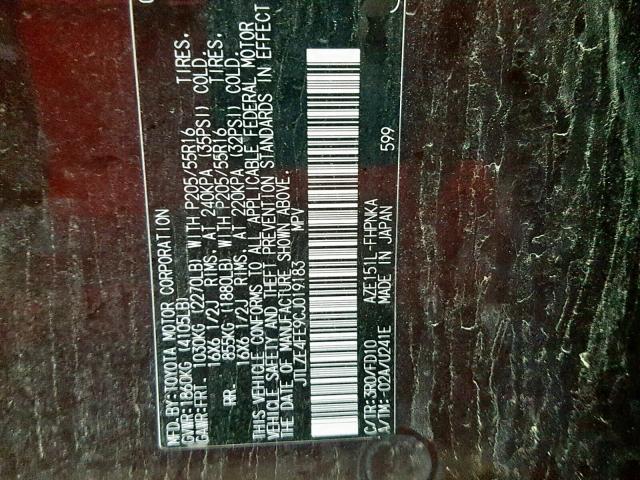 MFD.BY:TOYOTA MOTOR CORPORATION
GVWR:1860KG (4105LB)
GAWR:FRT. 1030KG (2270LB) WITH P205/55R16 TIRES,
16X6 1/2J RIMS, AT 240KPA (35PSI) COLD,
RR. 855KG (1880LB) WITH P205/55R16 TIRES,
16X6 1/2J RIMS, AT 220KPA (32PSI) COLD.
THIS VEHICLE CONFORMS TO ALL APPLICABLE FEDERAL MOTOR
VEHICLE SAFETY AND THEFT PREVENTION STANDARDS IN EFFECT
THE DATE OF MANUFACTURE SHOWN ABOVE.
JTLZE4FE9CJ019183 MPV
C/TR:3R0/FD10 AZE151L-FHPNKA
A/TM:-D2A/U241E MADE IN JAPAN
599